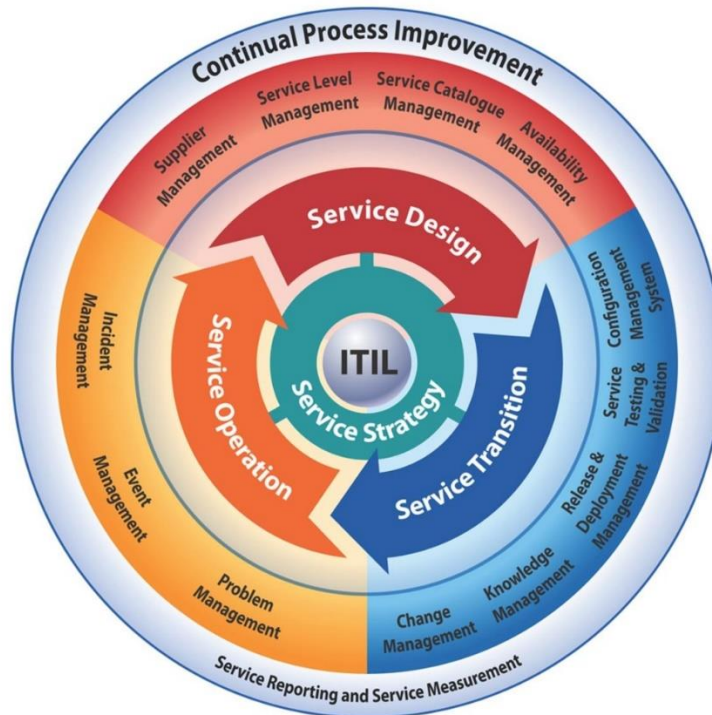 Continual Process Improvement
Supplier
Management
Service Level
Management
Service Catalogue
Management
Availability
Management
Configuration
Management
System
Service
Testing &
Validation
Release &
Deployment
Management
Knowledge
Management
Change
Management
Problem
Management
Event
Management
Incident
Management
Service Design
Service Transition
Service Operation
Service Strategy
ITIL
Service Reporting and Service Measurement